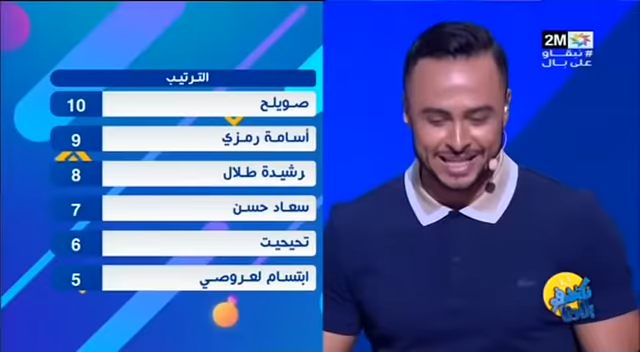 الترتيب
10 صويلح
9 أسامة رمزي
8 رشيدة طلال
7 سعاد حسن
6 تحيحيت
5 ابتسام لعروصي
2M
#نبقاو
على بال